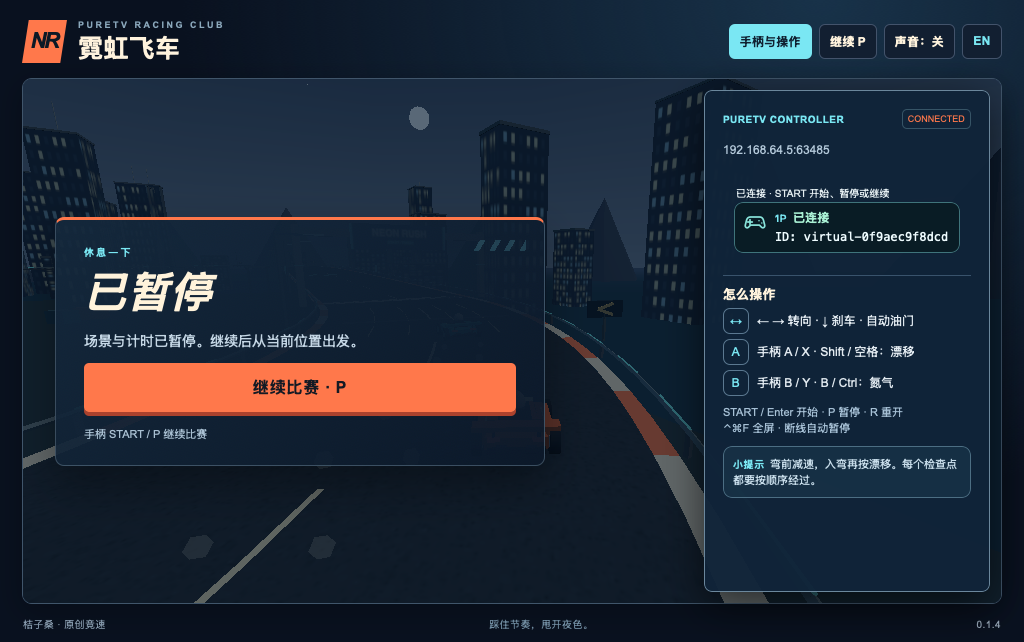 NR
PURETV RACING CLUB
霓虹飞车
手柄与操作
继续 P
声音：关
EN
休息一下
已暂停
场景与计时已暂停。继续后从当前位置出发。
继续比赛 · P
手柄 START / P 继续比赛
PURETV CONTROLLER
CONNECTED
192.168.64.5:63485
已连接 · START 开始、暂停或继续
1P 已连接
ID: virtual-0f9aec9f8dcd
怎么操作
↔ ← → 转向 · ↓ 刹车 · 自动油门
A 手柄 A / X · Shift / 空格：漂移
B 手柄 B / Y · B / Ctrl：氮气
START / Enter 开始 · P 暂停 · R 重开
^⌘F 全屏 · 断线自动暂停
小提示 弯前减速，入弯再按漂移。每个检查点
都要按顺序经过。
桔子桑 · 原创竞速
踩住节奏，甩开夜色。
0.1.4